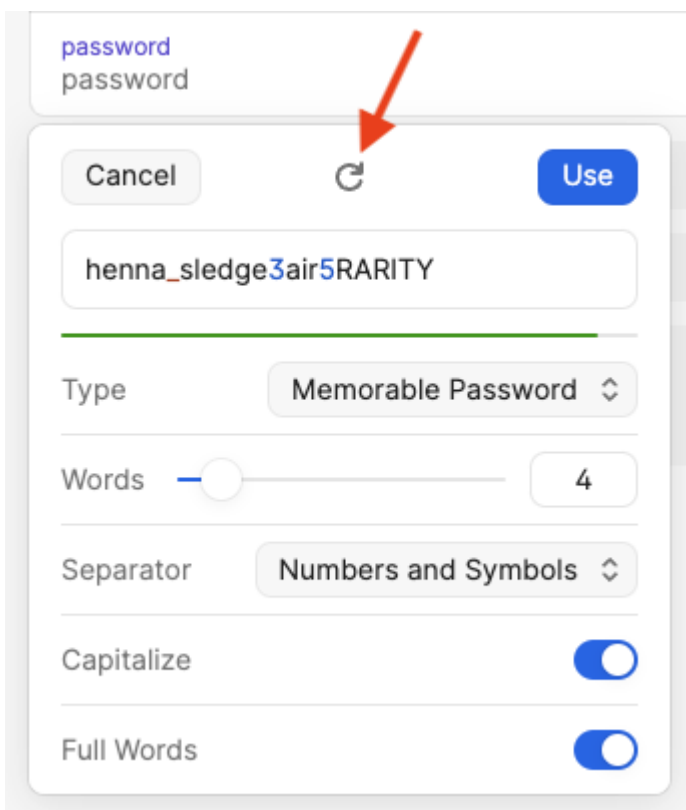 password
password
Cancel Use
henna_sledge3air5RARITY
Type Memorable Password
Words 4
Separator Numbers and Symbols
Capitalize
Full Words